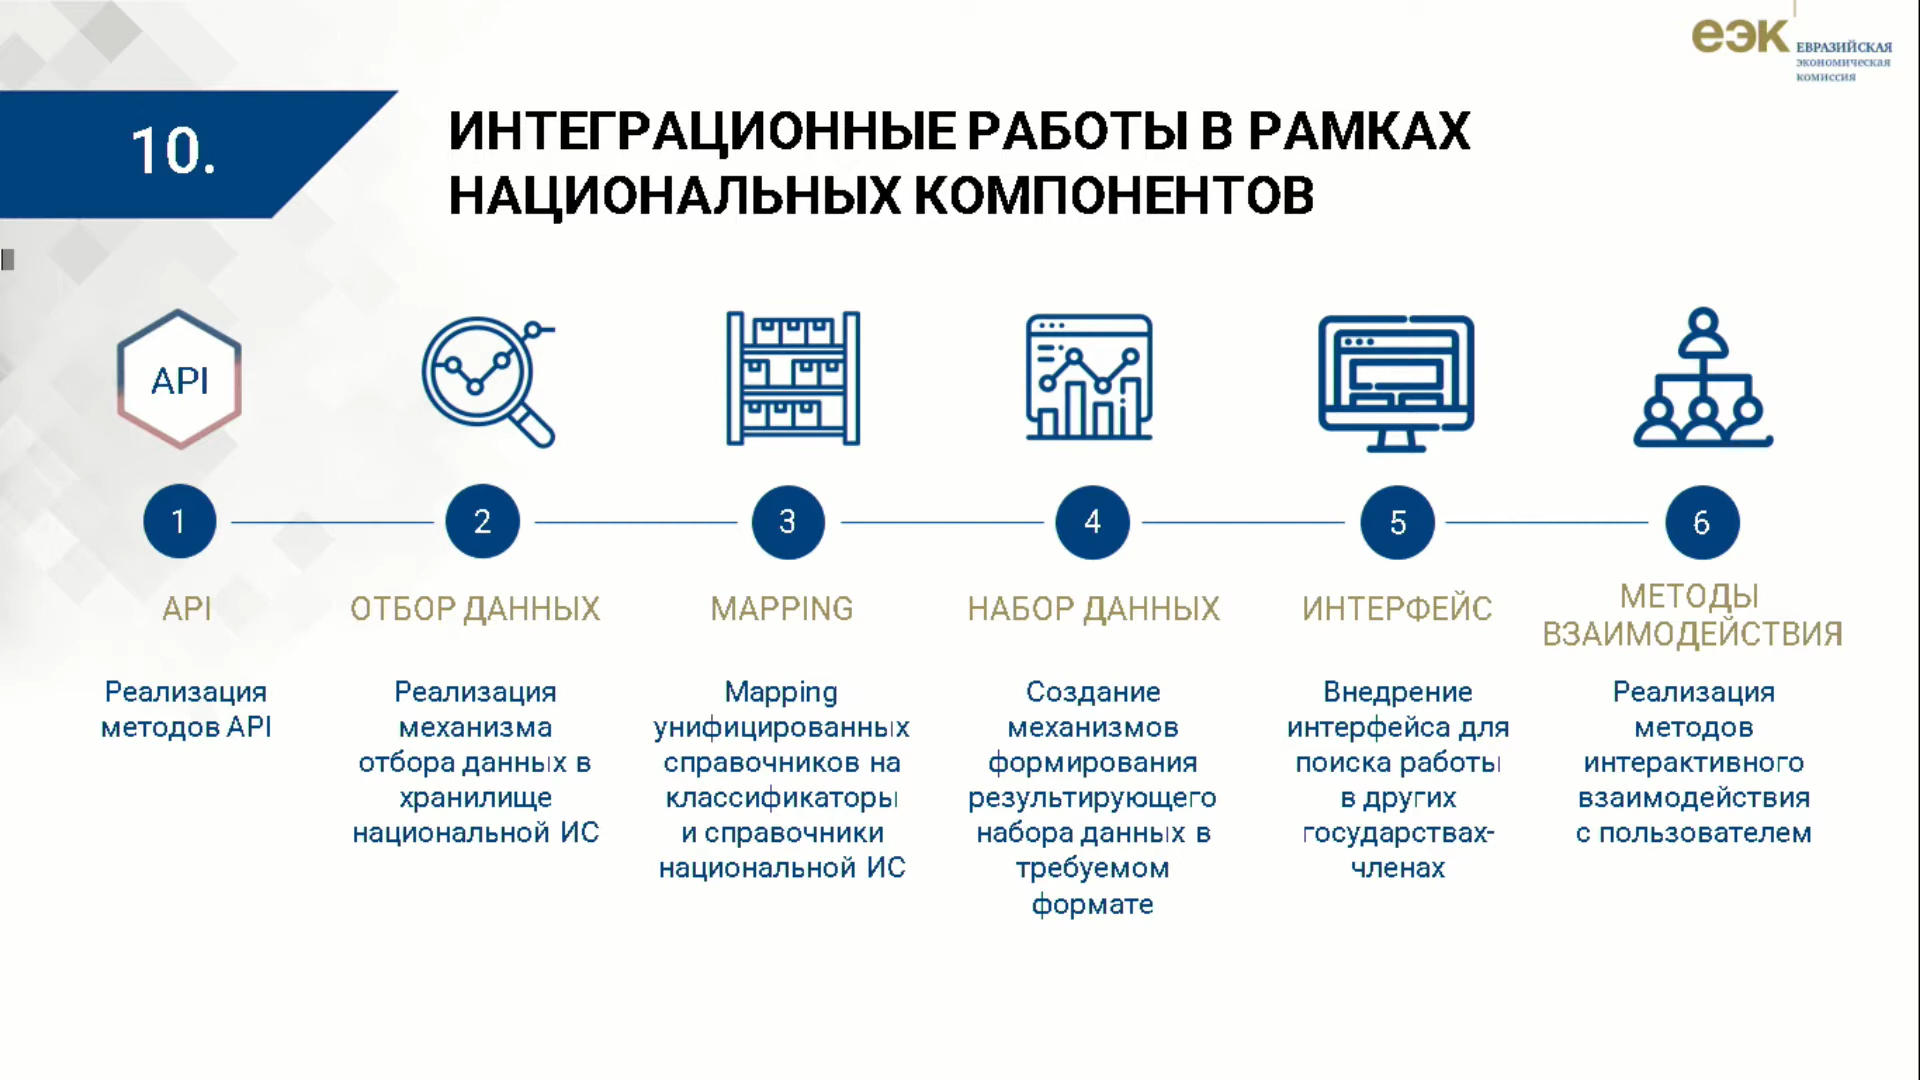 еэк
ЕВРАЗИЙСКАЯ
экономическая
комиссия
10.
ИНТЕГРАЦИОННЫЕ РАБОТЫ В РАМКАХ
НАЦИОНАЛЬНЫХ КОМПОНЕНТОВ
API
1
2
3
4
5
6
API
Реализация
методов API
ОТБОР ДАННЫХ
Реализация
механизма
отбора данных в
хранилище
национальной ИС
MAPPING
Mapping
унифицированных
справочников на
классификаторы
и справочники
национальной ИС
НАБОР ДАННЫХ
Создание
механизмов
формирования
результирующего
набора данных в
требуемом
формате
ИНТЕРФЕЙС
Внедрение
интерфейса для
поиска работы
в других
государствах-
членах
МЕТОДЫ
ВЗАИМОДЕЙСТВИЯ
Реализация
методов
интерактивного
взаимодействия
с пользователем